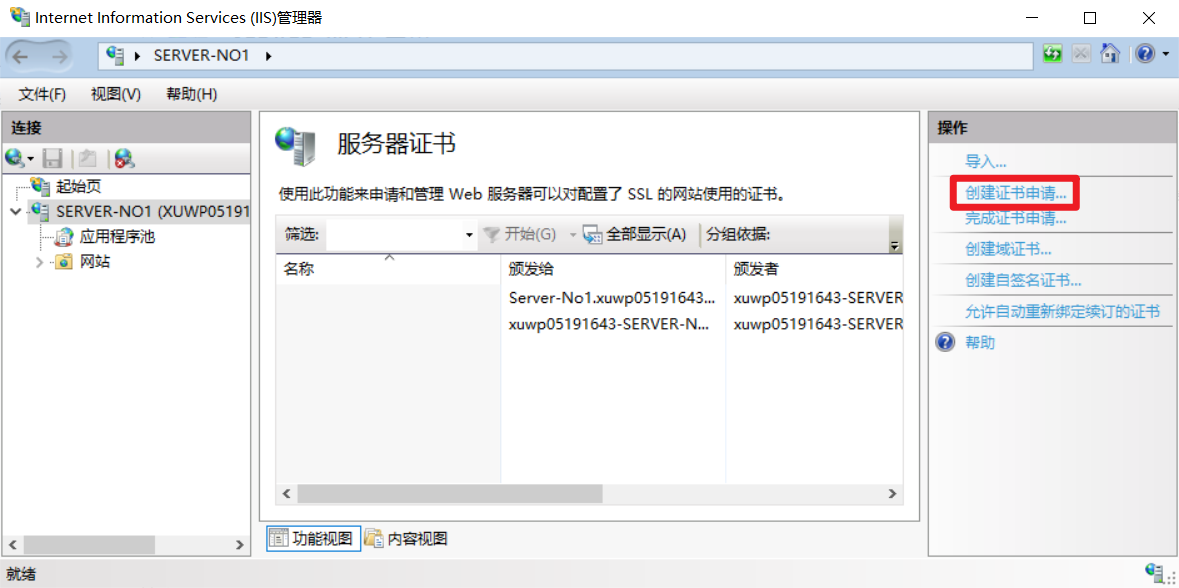 Internet Information Services (IIS)管理器
SERVER-NO1
文件(F) 视图(V) 帮助(H)
连接
起始页
SERVER-NO1 (XUWP05191
应用程序池
网站
服务器证书
使用此功能来申请和管理 Web 服务器可以对配置了 SSL 的网站使用的证书。
筛选: 开始(G) 全部显示(A) 分组依据:
名称 颁发给 颁发者
Server-No1.xuwp05191643... xuwp05191643-SERVER
xuwp05191643-SERVER-N... xuwp05191643-SERVER
功能视图 内容视图
操作
导入...
创建证书申请...
完成证书申请...
创建域证书...
创建自签名证书...
允许自动重新绑定续订的证书
帮助
就绪